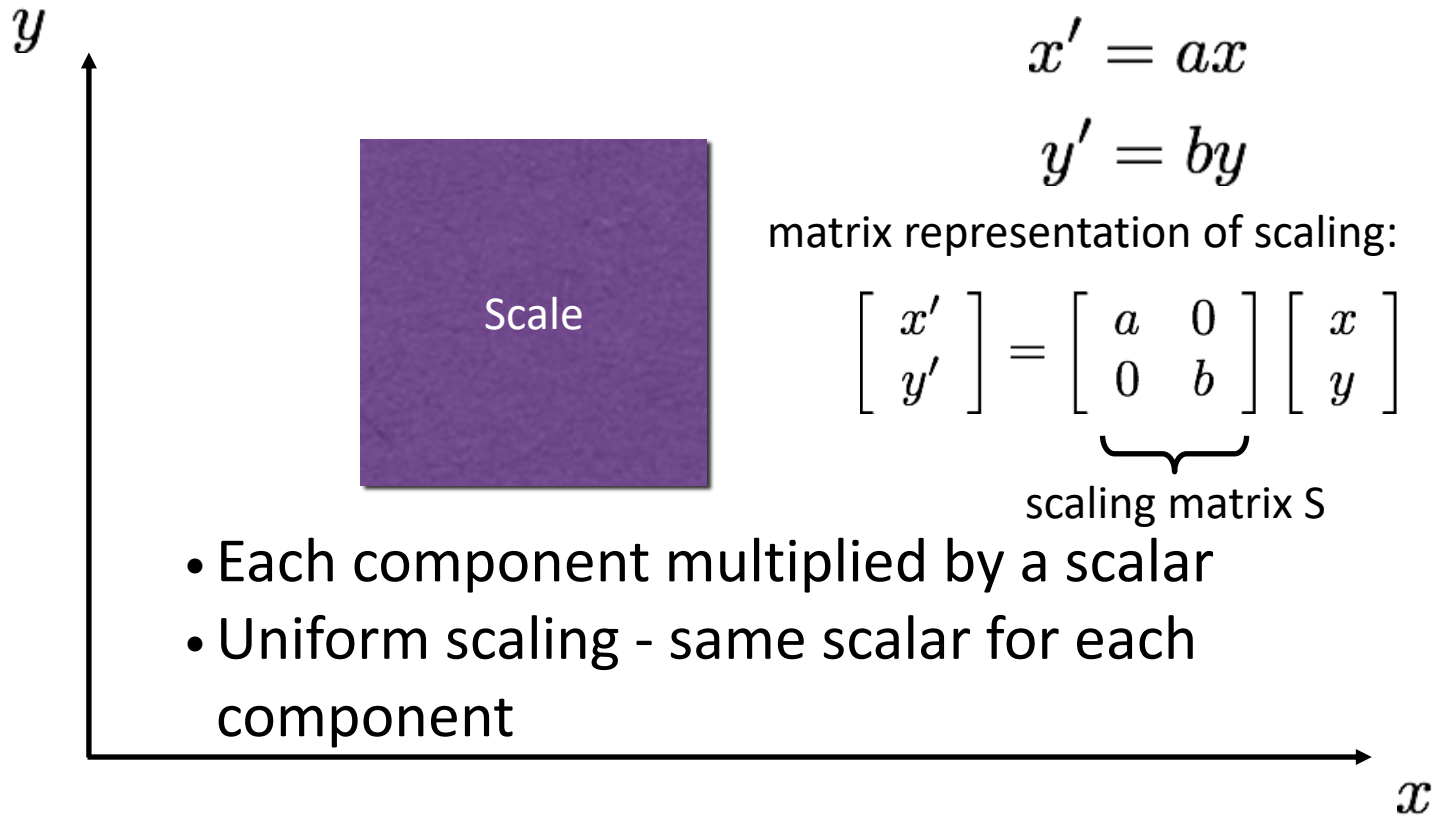 y
x′ = ax
y′ = by
matrix representation of scaling:
Scale
[ x′ ] = [ a 0 ] [ x ]
[ y′ ] [ 0 b ] [ y ]
scaling matrix S
• Each component multiplied by a scalar
• Uniform scaling - same scalar for each
component
x